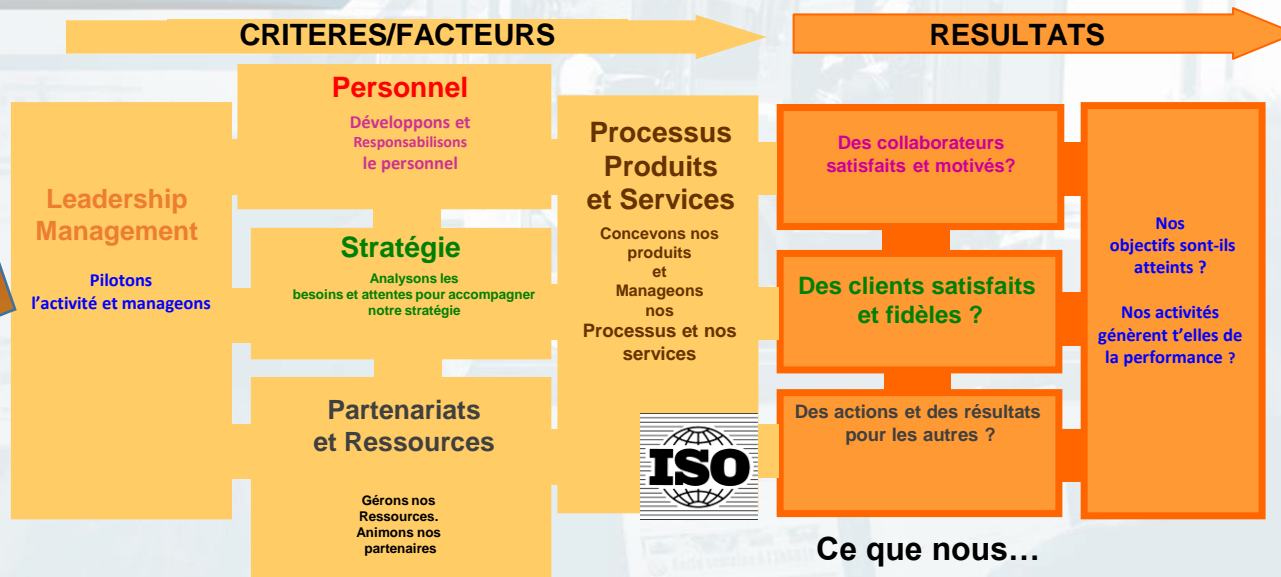 CRITERES/FACTEURS
RESULTATS
Leadership
Management
Pilotons
l’activité et manageons
Personnel
Développons et
Responsabilisons
le personnel
Stratégie
Analysons les
besoins et attentes pour accompagner
notre stratégie
Partenariats
et Ressources
Gérons nos
Ressources.
Animons nos
partenaires
Processus
Produits
et Services
Concevons nos
produits
et
Manageons
nos
Processus et nos
services
ISO
Des collaborateurs
satisfaits et motivés?
Des clients satisfaits
et fidèles ?
Des actions et des résultats
pour les autres ?
Nos
objectifs sont-ils
atteints ?
Nos activités
génèrent t’elles de
la performance ?
Ce que nous…